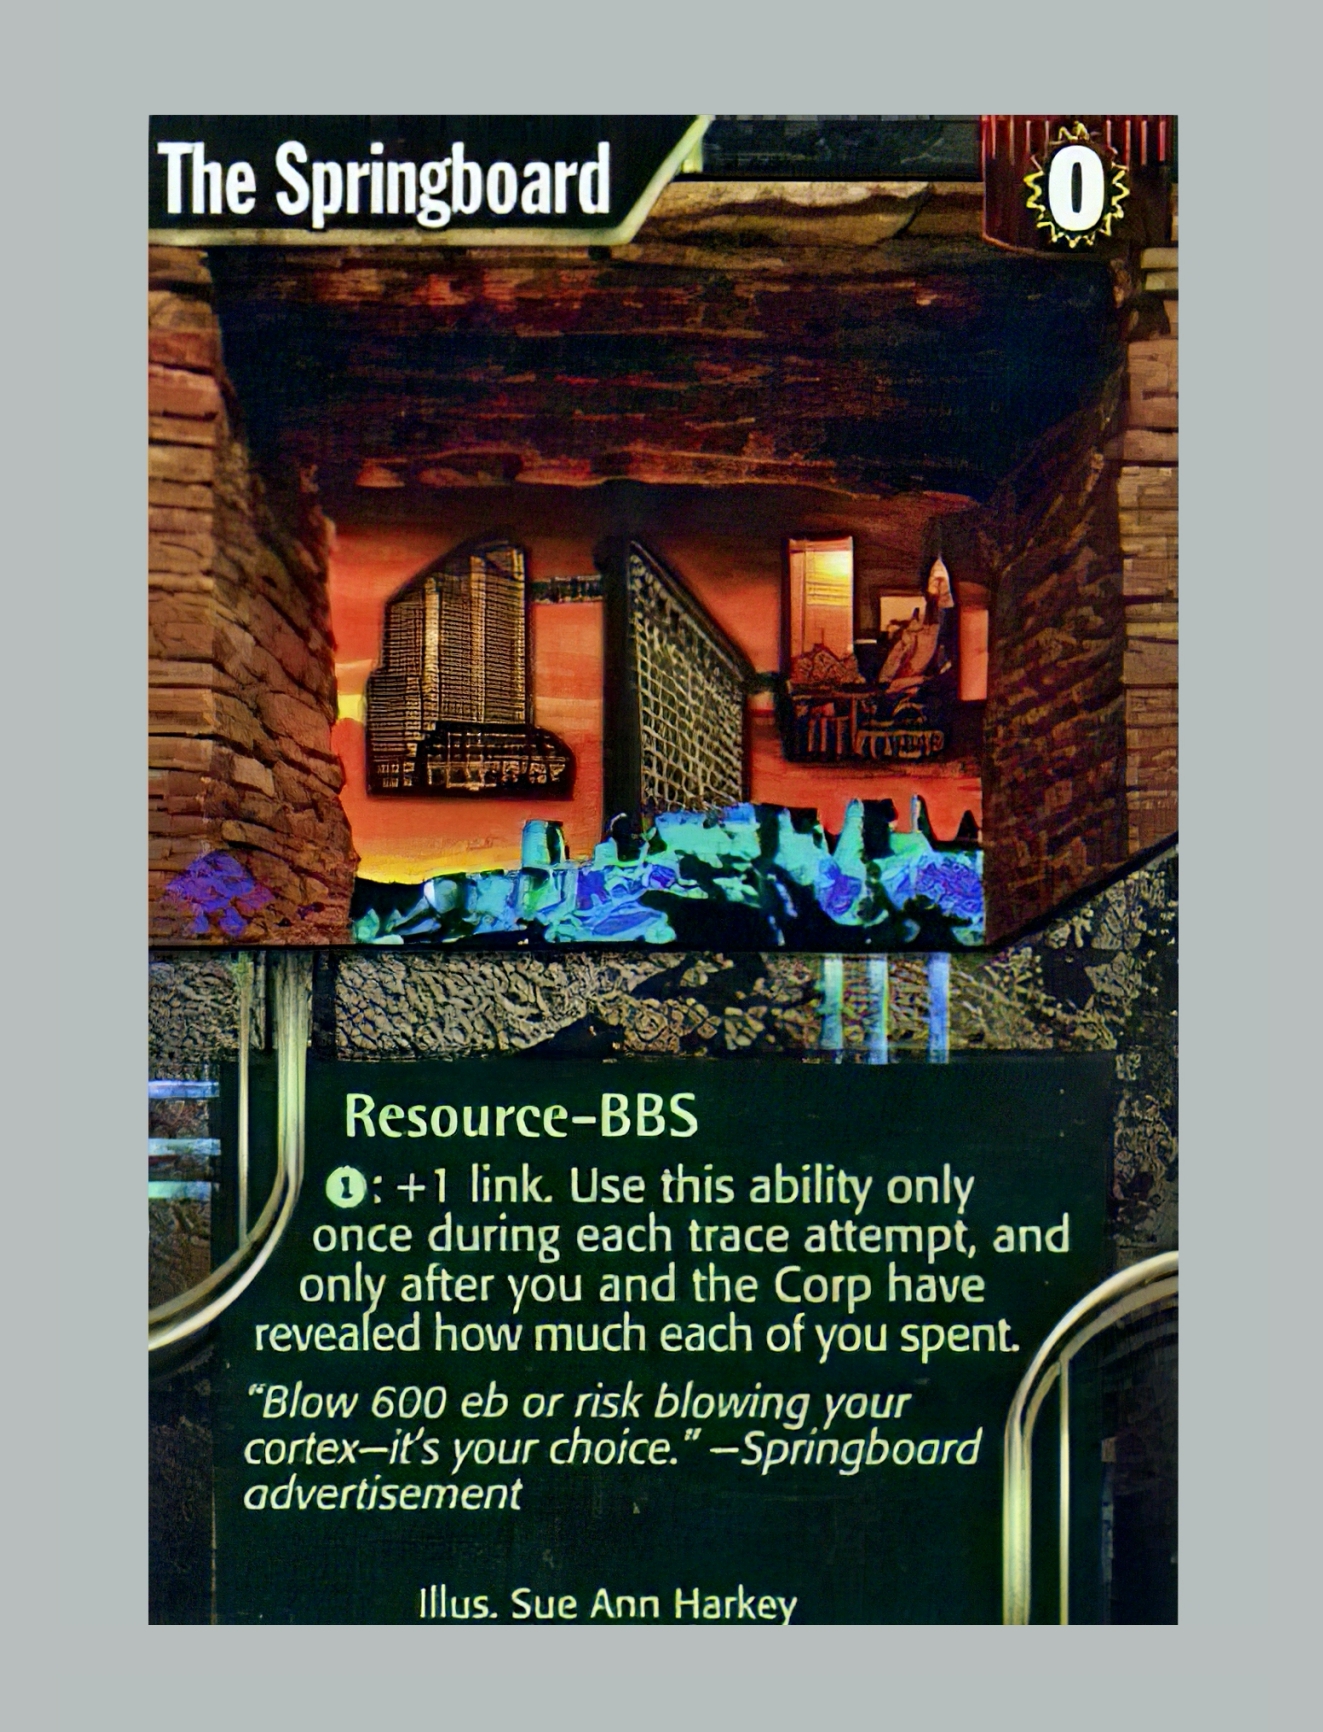 The Springboard
0
Resource-BBS
1: +1 link. Use this ability only
once during each trace attempt, and
only after you and the Corp have
revealed how much each of you spent.
"Blow 600 eb or risk blowing your
cortex—it's your choice." —Springboard
advertisement
Illus. Sue Ann Harkey